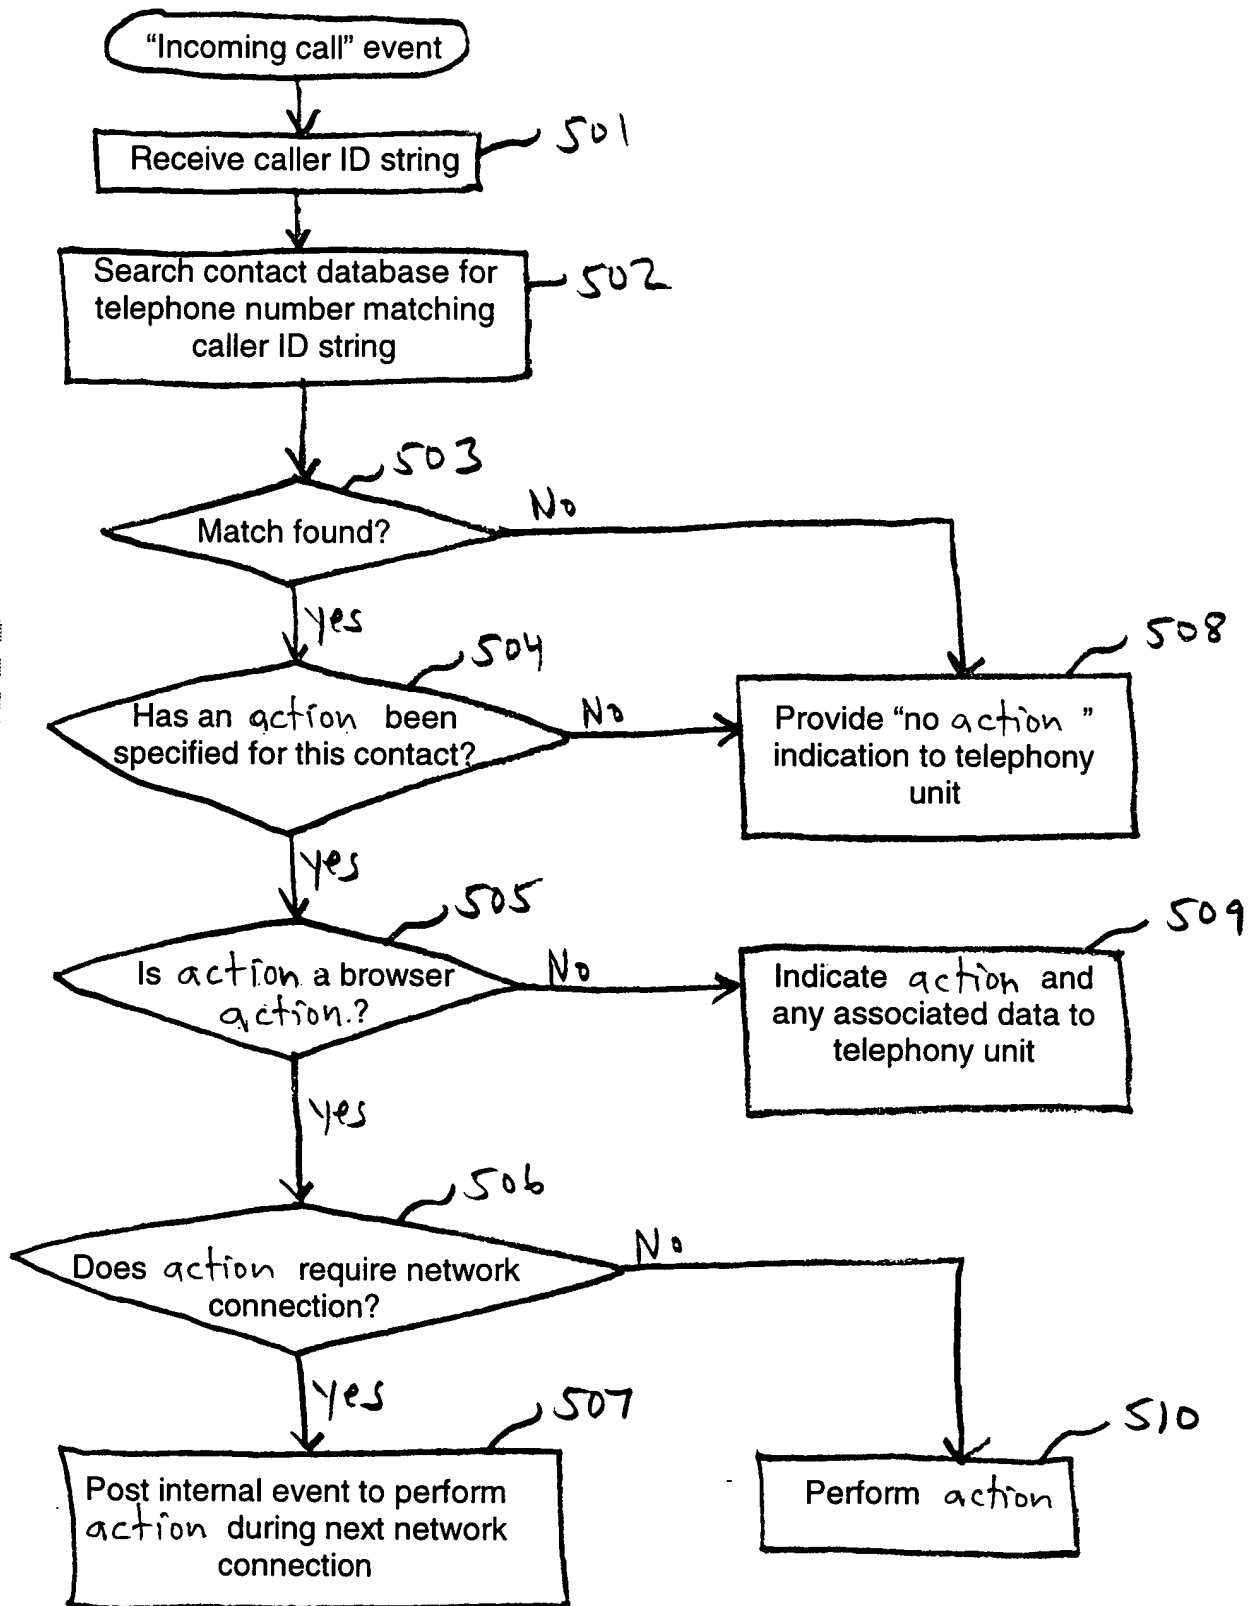 “Incoming call” event
501
Receive caller ID string
502
Search contact database for
telephone number matching
caller ID string
503
No
Match found?
yes
504
508
Has an action been
specified for this contact?
No
Provide “no action ”
indication to telephony
unit
yes
505
509
Is action a browser
action.?
No
Indicate action and
any associated data to
telephony unit
yes
506
No
Does action require network
connection?
yes
507
510
Post internal event to perform
action during next network
connection
Perform action